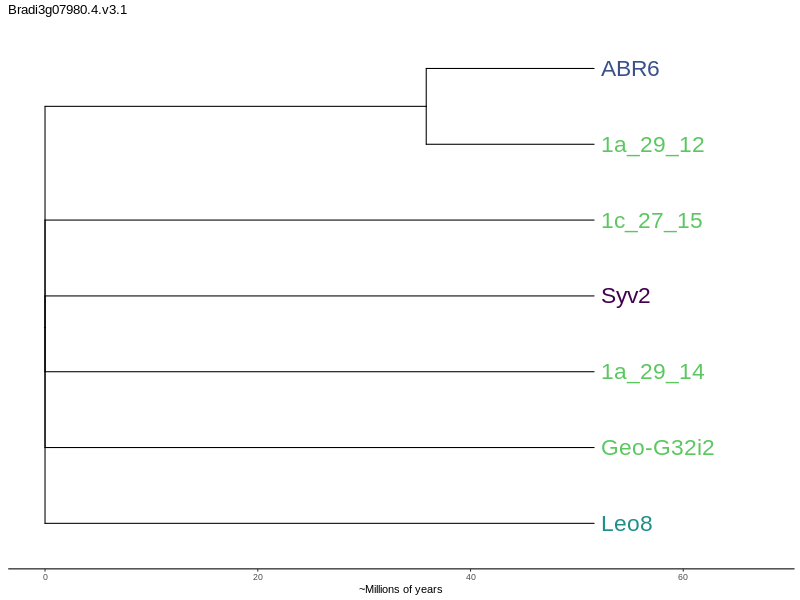 Bradi3g07980.4.v3.1
ABR6
1a_29_12
1c_27_15
Syv2
1a_29_14
Geo-G32i2
Leo8
0 20 40 60
~Millions of years